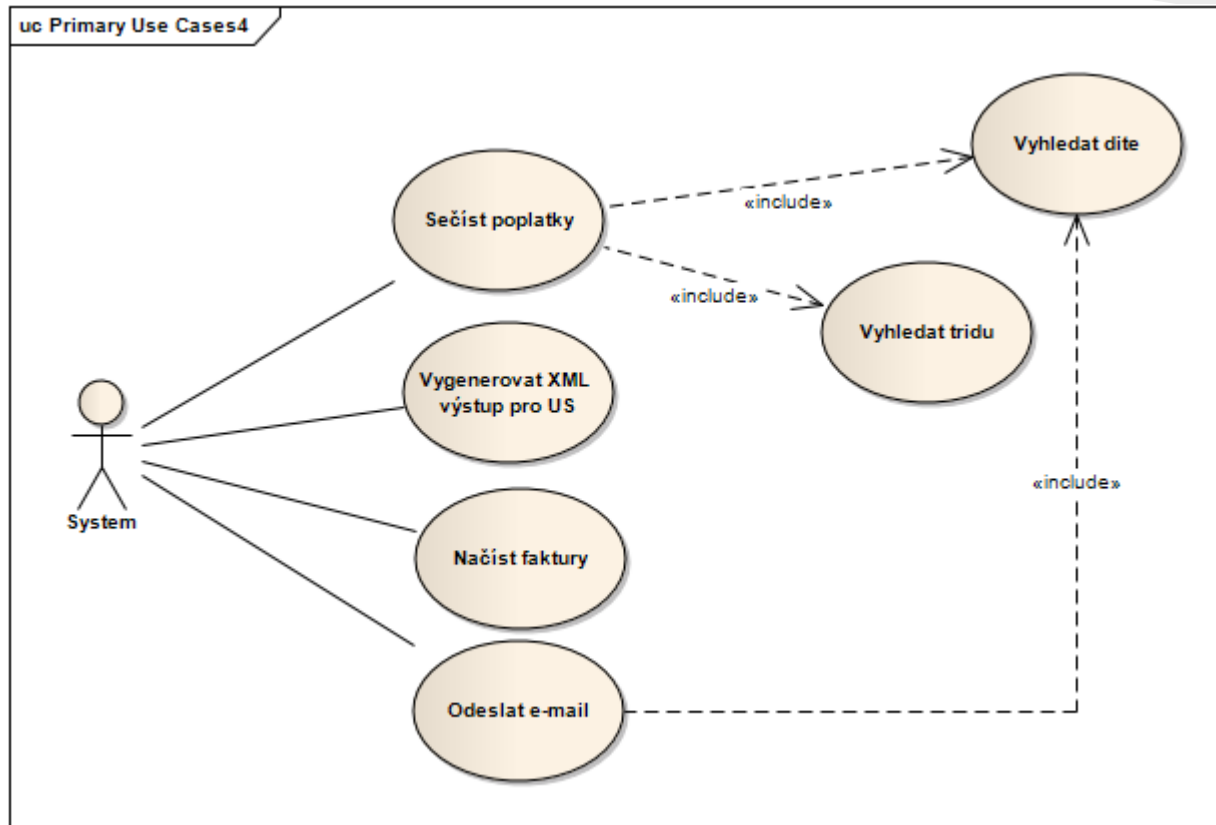 uc Primary Use Cases4
Vyhledat dite
Sečíst poplatky
«include»
«include»
Vyhledat tridu
Vygenerovat XML
výstup pro US
«include»
System
Načíst faktury
Odeslat e-mail